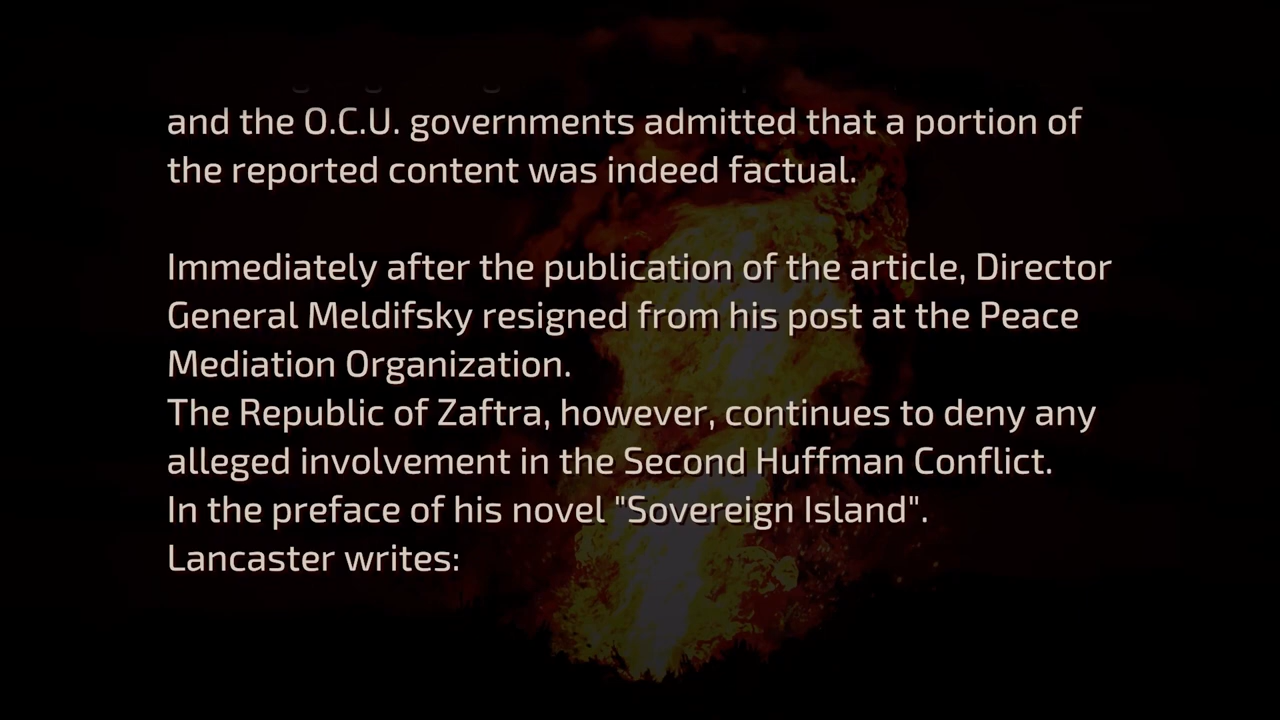 and the O.C.U. governments admitted that a portion of
the reported content was indeed factual.
Immediately after the publication of the article, Director
General Meldifsky resigned from his post at the Peace
Mediation Organization.
The Republic of Zaftra, however, continues to deny any
alleged involvement in the Second Huffman Conflict.
In the preface of his novel "Sovereign Island".
Lancaster writes: